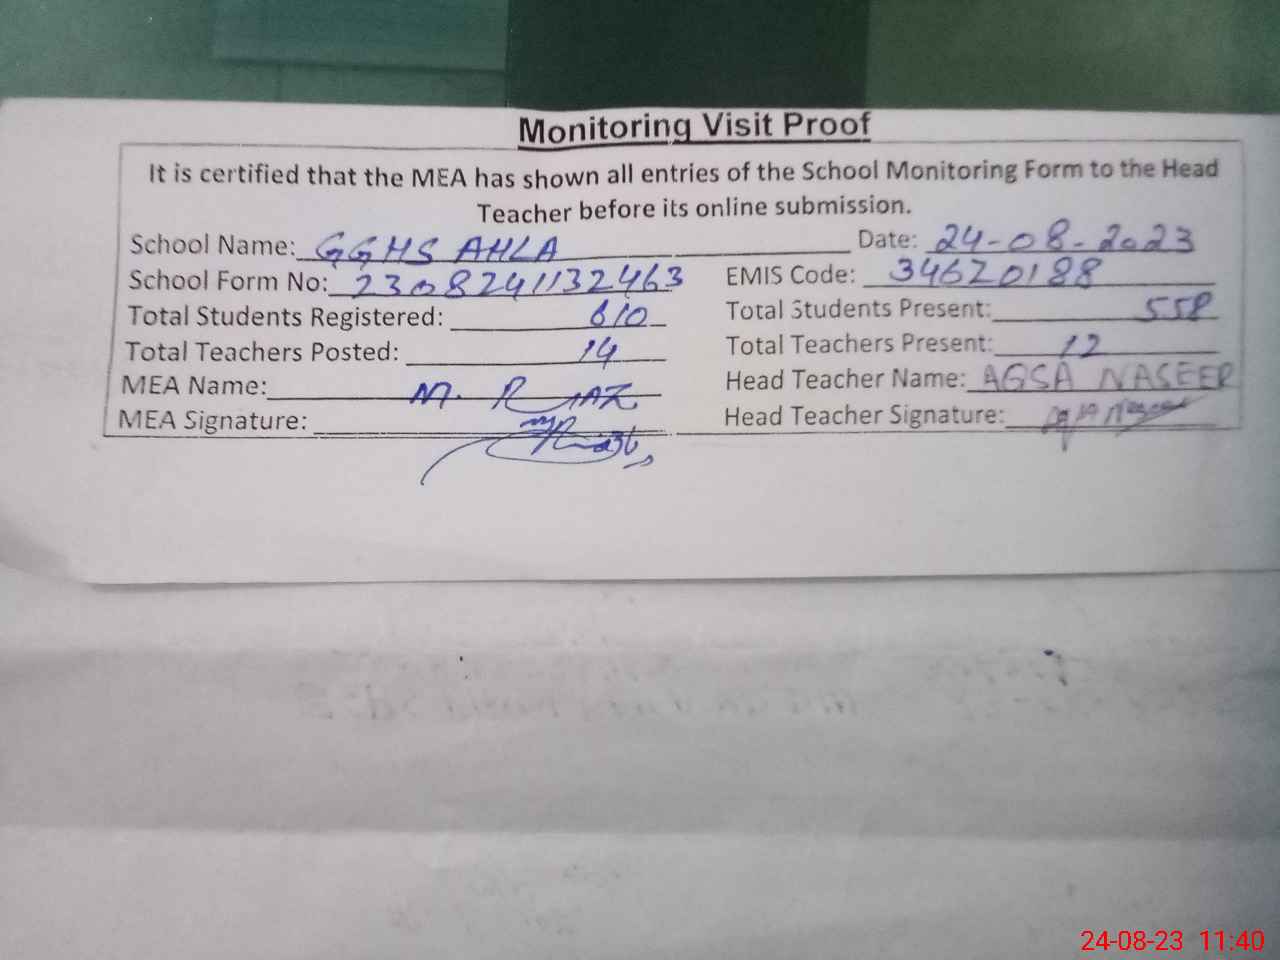 Monitoring Visit Proof
It is certified that the MEA has shown all entries of the School Monitoring Form to the Head
Teacher before its online submission.
School Name: GGHS AHLA Date: 24-08-2023
School Form No: 2308241132463 EMIS Code: 34620188
Total Students Registered: 610 Total Students Present: 558
Total Teachers Posted: 14 Total Teachers Present: 12
MEA Name: M. RIAZ Head Teacher Name: AQSA NASEER
MEA Signature: Head Teacher Signature:
24-08-23 11:40